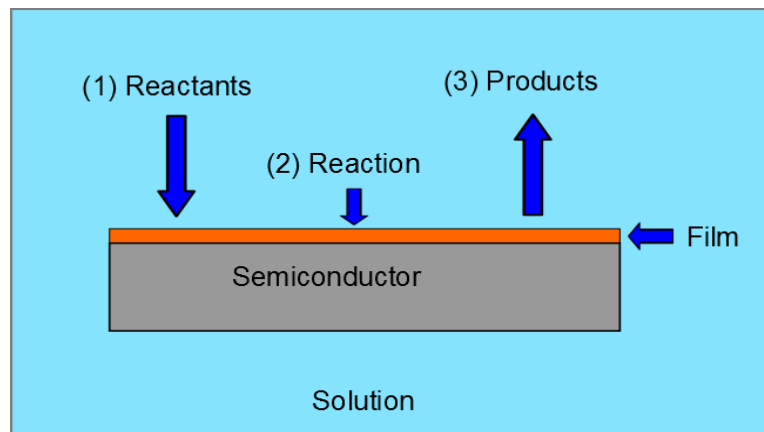 (1) Reactants
(3) Products
(2) Reaction
Film
Semiconductor
Solution